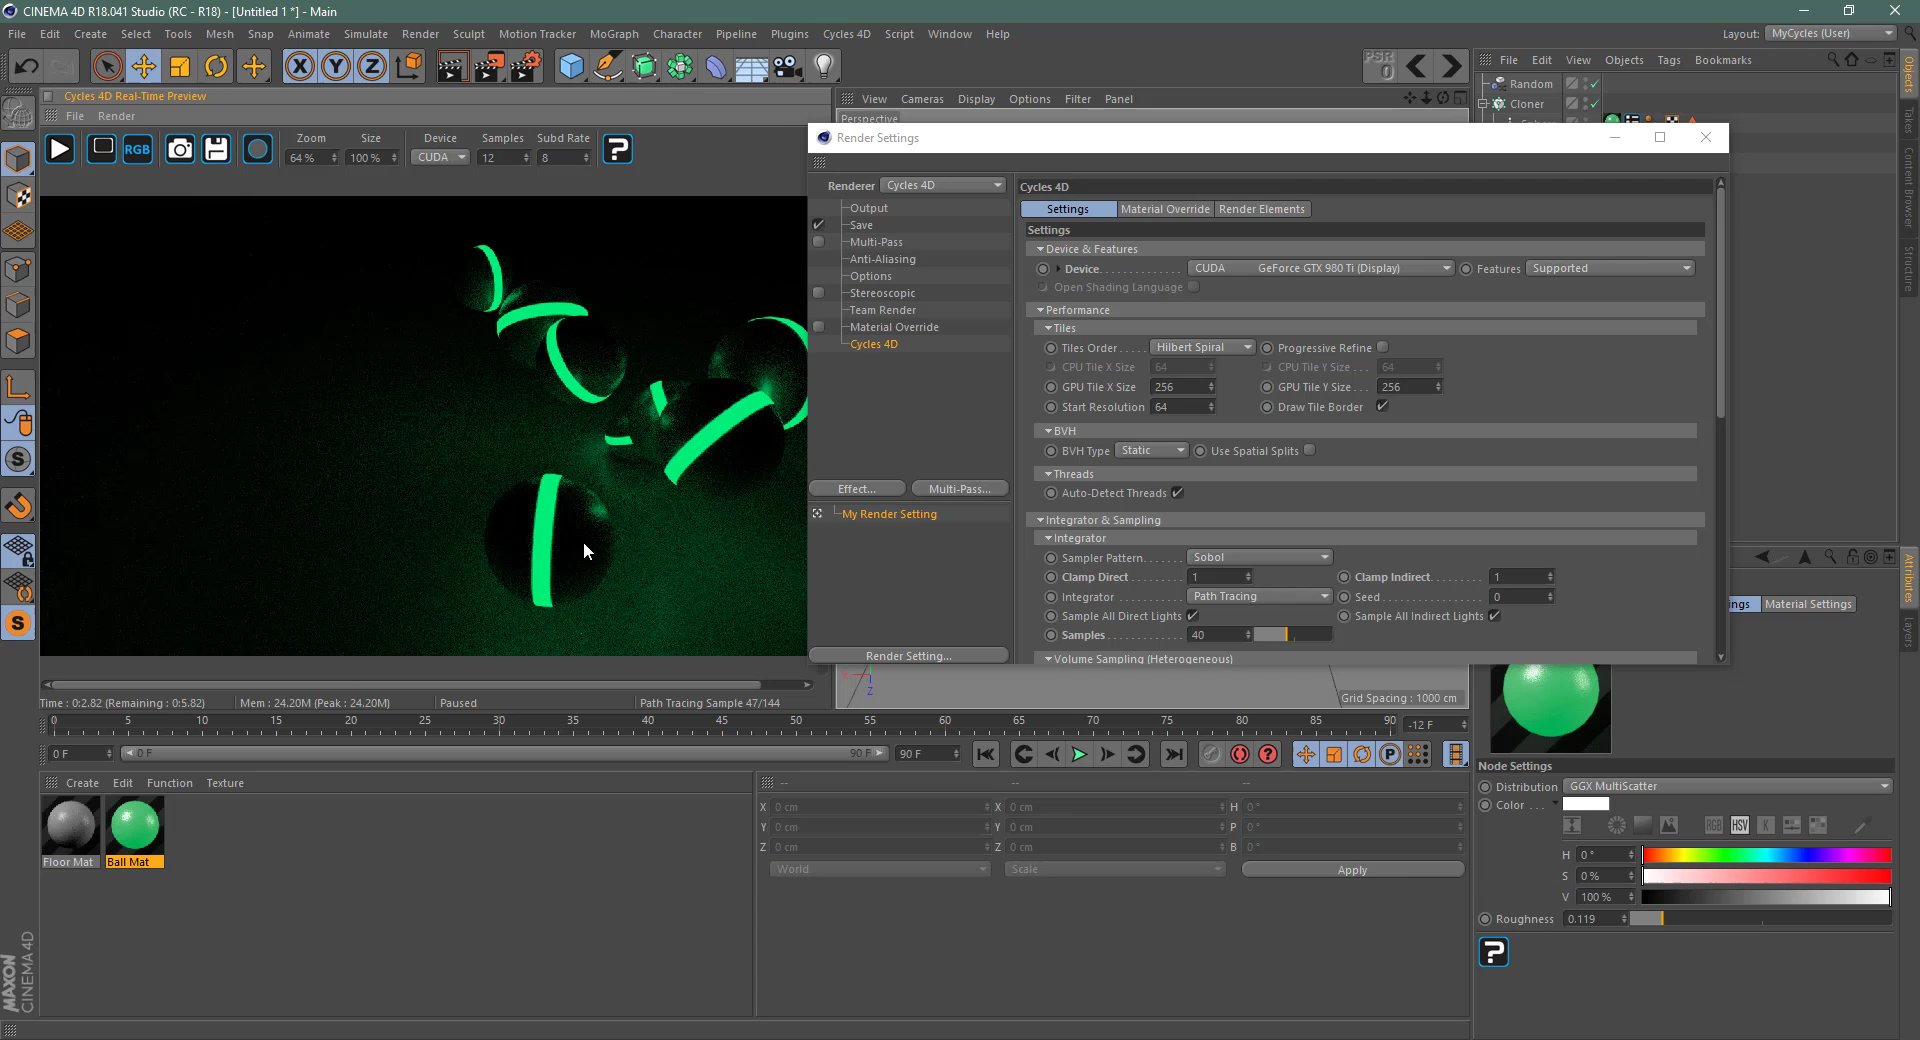 CINEMA 4D R18.041 Studio (RC - R18) - [Untitled 1 *] - Main
File Edit Create Select Tools Mesh Snap Animate Simulate Render Sculpt Motion Tracker MoGraph Character Pipeline Plugins Cycles 4D Script Window Help
Layout: MyCycles (User)
PSR
0
File Edit View Objects Tags Bookmarks
Random
Cloner
Objects
Takes
Content Browser
Structure
Cycles 4D Real-Time Preview
File Render
RGB
Zoom Size Device Samples Subd Rate
64 % 100 % CUDA 12 8
View Cameras Display Options Filter Panel
Perspective
Render Settings
Renderer Cycles 4D
Output
Save
Multi-Pass
Anti-Aliasing
Options
Stereoscopic
Team Render
Material Override
Cycles 4D
Effect... Multi-Pass...
My Render Setting
Render Setting...
Cycles 4D
Settings Material Override Render Elements
Settings
Device & Features
Device CUDA GeForce GTX 980 Ti (Display) Features Supported
Open Shading Language
Performance
Tiles
Tiles Order Hilbert Spiral Progressive Refine
CPU Tile X Size 64 CPU Tile Y Size 64
GPU Tile X Size 256 GPU Tile Y Size 256
Start Resolution 64 Draw Tile Border
BVH
BVH Type Static Use Spatial Splits
Threads
Auto-Detect Threads
Integrator & Sampling
Integrator
Sampler Pattern Sobol
Clamp Direct 1 Clamp Indirect 1
Integrator Path Tracing Seed 0
Sample All Direct Lights Sample All Indirect Lights
Samples 40
Volume Sampling (Heterogeneous)
Attributes
Layers
ings Material Settings
Z
Grid Spacing : 1000 cm
Time : 0:2.82 (Remaining : 0:5.82) Mem : 24.20M (Peak : 24.20M) Paused Path Tracing Sample 47/144
0 5 10 15 20 25 30 35 40 45 50 55 60 65 70 75 80 85 90 -12 F
0 F 0 F 90 F 90 F
Create Edit Function Texture
Floor Mat Ball Mat
-- -- --
X 0 cm X 0 cm H 0 °
Y 0 cm Y 0 cm P 0 °
Z 0 cm Z 0 cm B 0 °
World Scale Apply
Node Settings
Distribution GGX MultiScatter
Color
RGB HSV K
H 0 °
S 0 %
V 100 %
Roughness 0.119
MAXON
CINEMA 4D